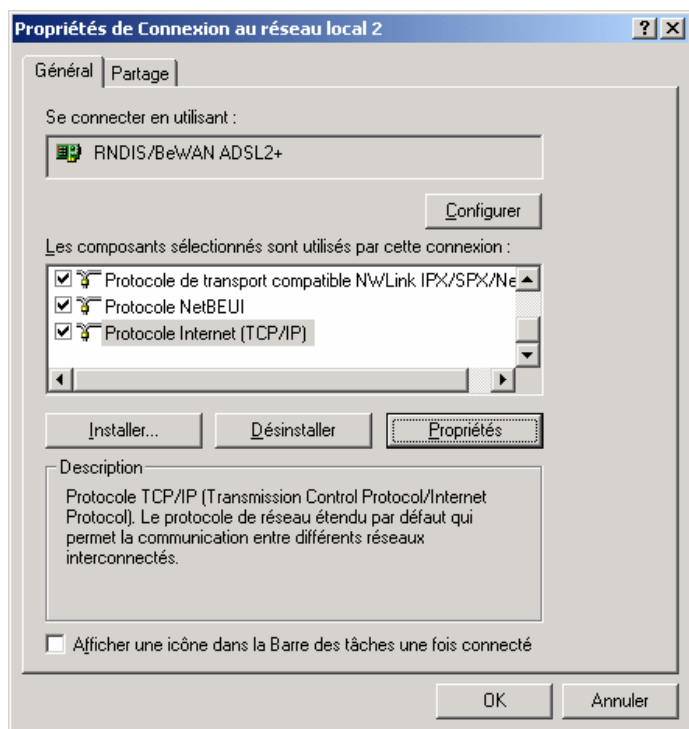 Propriétés de Connexion au réseau local 2
Général
Partage
Se connecter en utilisant :
RNDIS/BeWAN ADSL2+
Configurer
Les composants sélectionnés sont utilisés par cette connexion :
Protocole de transport compatible NWLink IPX/SPX/Ne
Protocole NetBEUI
Protocole Internet (TCP/IP)
Installer... Désinstaller Propriétés
Description
Protocole TCP/IP (Transmission Control Protocol/Internet
Protocol). Le protocole de réseau étendu par défaut qui
permet la communication entre différents réseaux
interconnectés.
Afficher une icône dans la Barre des tâches une fois connecté
OK Annuler